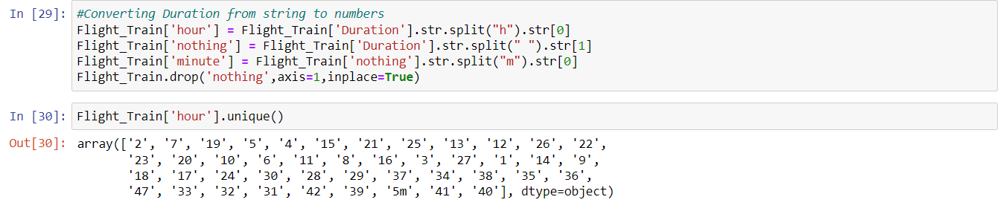 In [29]: #Converting Duration from string to numbers
Flight_Train['hour'] = Flight_Train['Duration'].str.split("h").str[0]
Flight_Train['nothing'] = Flight_Train['Duration'].str.split(" ").str[1]
Flight_Train['minute'] = Flight_Train['nothing'].str.split("m").str[0]
Flight_Train.drop('nothing',axis=1,inplace=True)
In [30]: Flight_Train['hour'].unique()
Out[30]: array(['2', '7', '19', '5', '4', '15', '21', '25', '13', '12', '26', '22',
'23', '20', '10', '6', '11', '8', '16', '3', '27', '1', '14', '9',
'18', '17', '24', '30', '28', '29', '37', '34', '38', '35', '36',
'47', '33', '32', '31', '42', '39', '5m', '41', '40'], dtype=object)